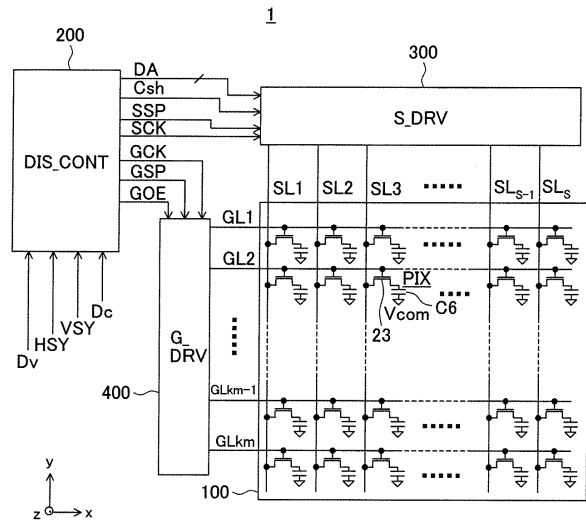 1
200
300
DA
Csh
SSP
SCK
GCK
GSP
GOE
DIS_CONT
S_DRV
SL1 SL2 SL3 SLS-1 SLS
GL1
GL2
PIX
C6
Vcom
23
Dv
HSY
VSY
Dc
G_
DRV
400
GLkm-1
GLkm
100
y
z
x